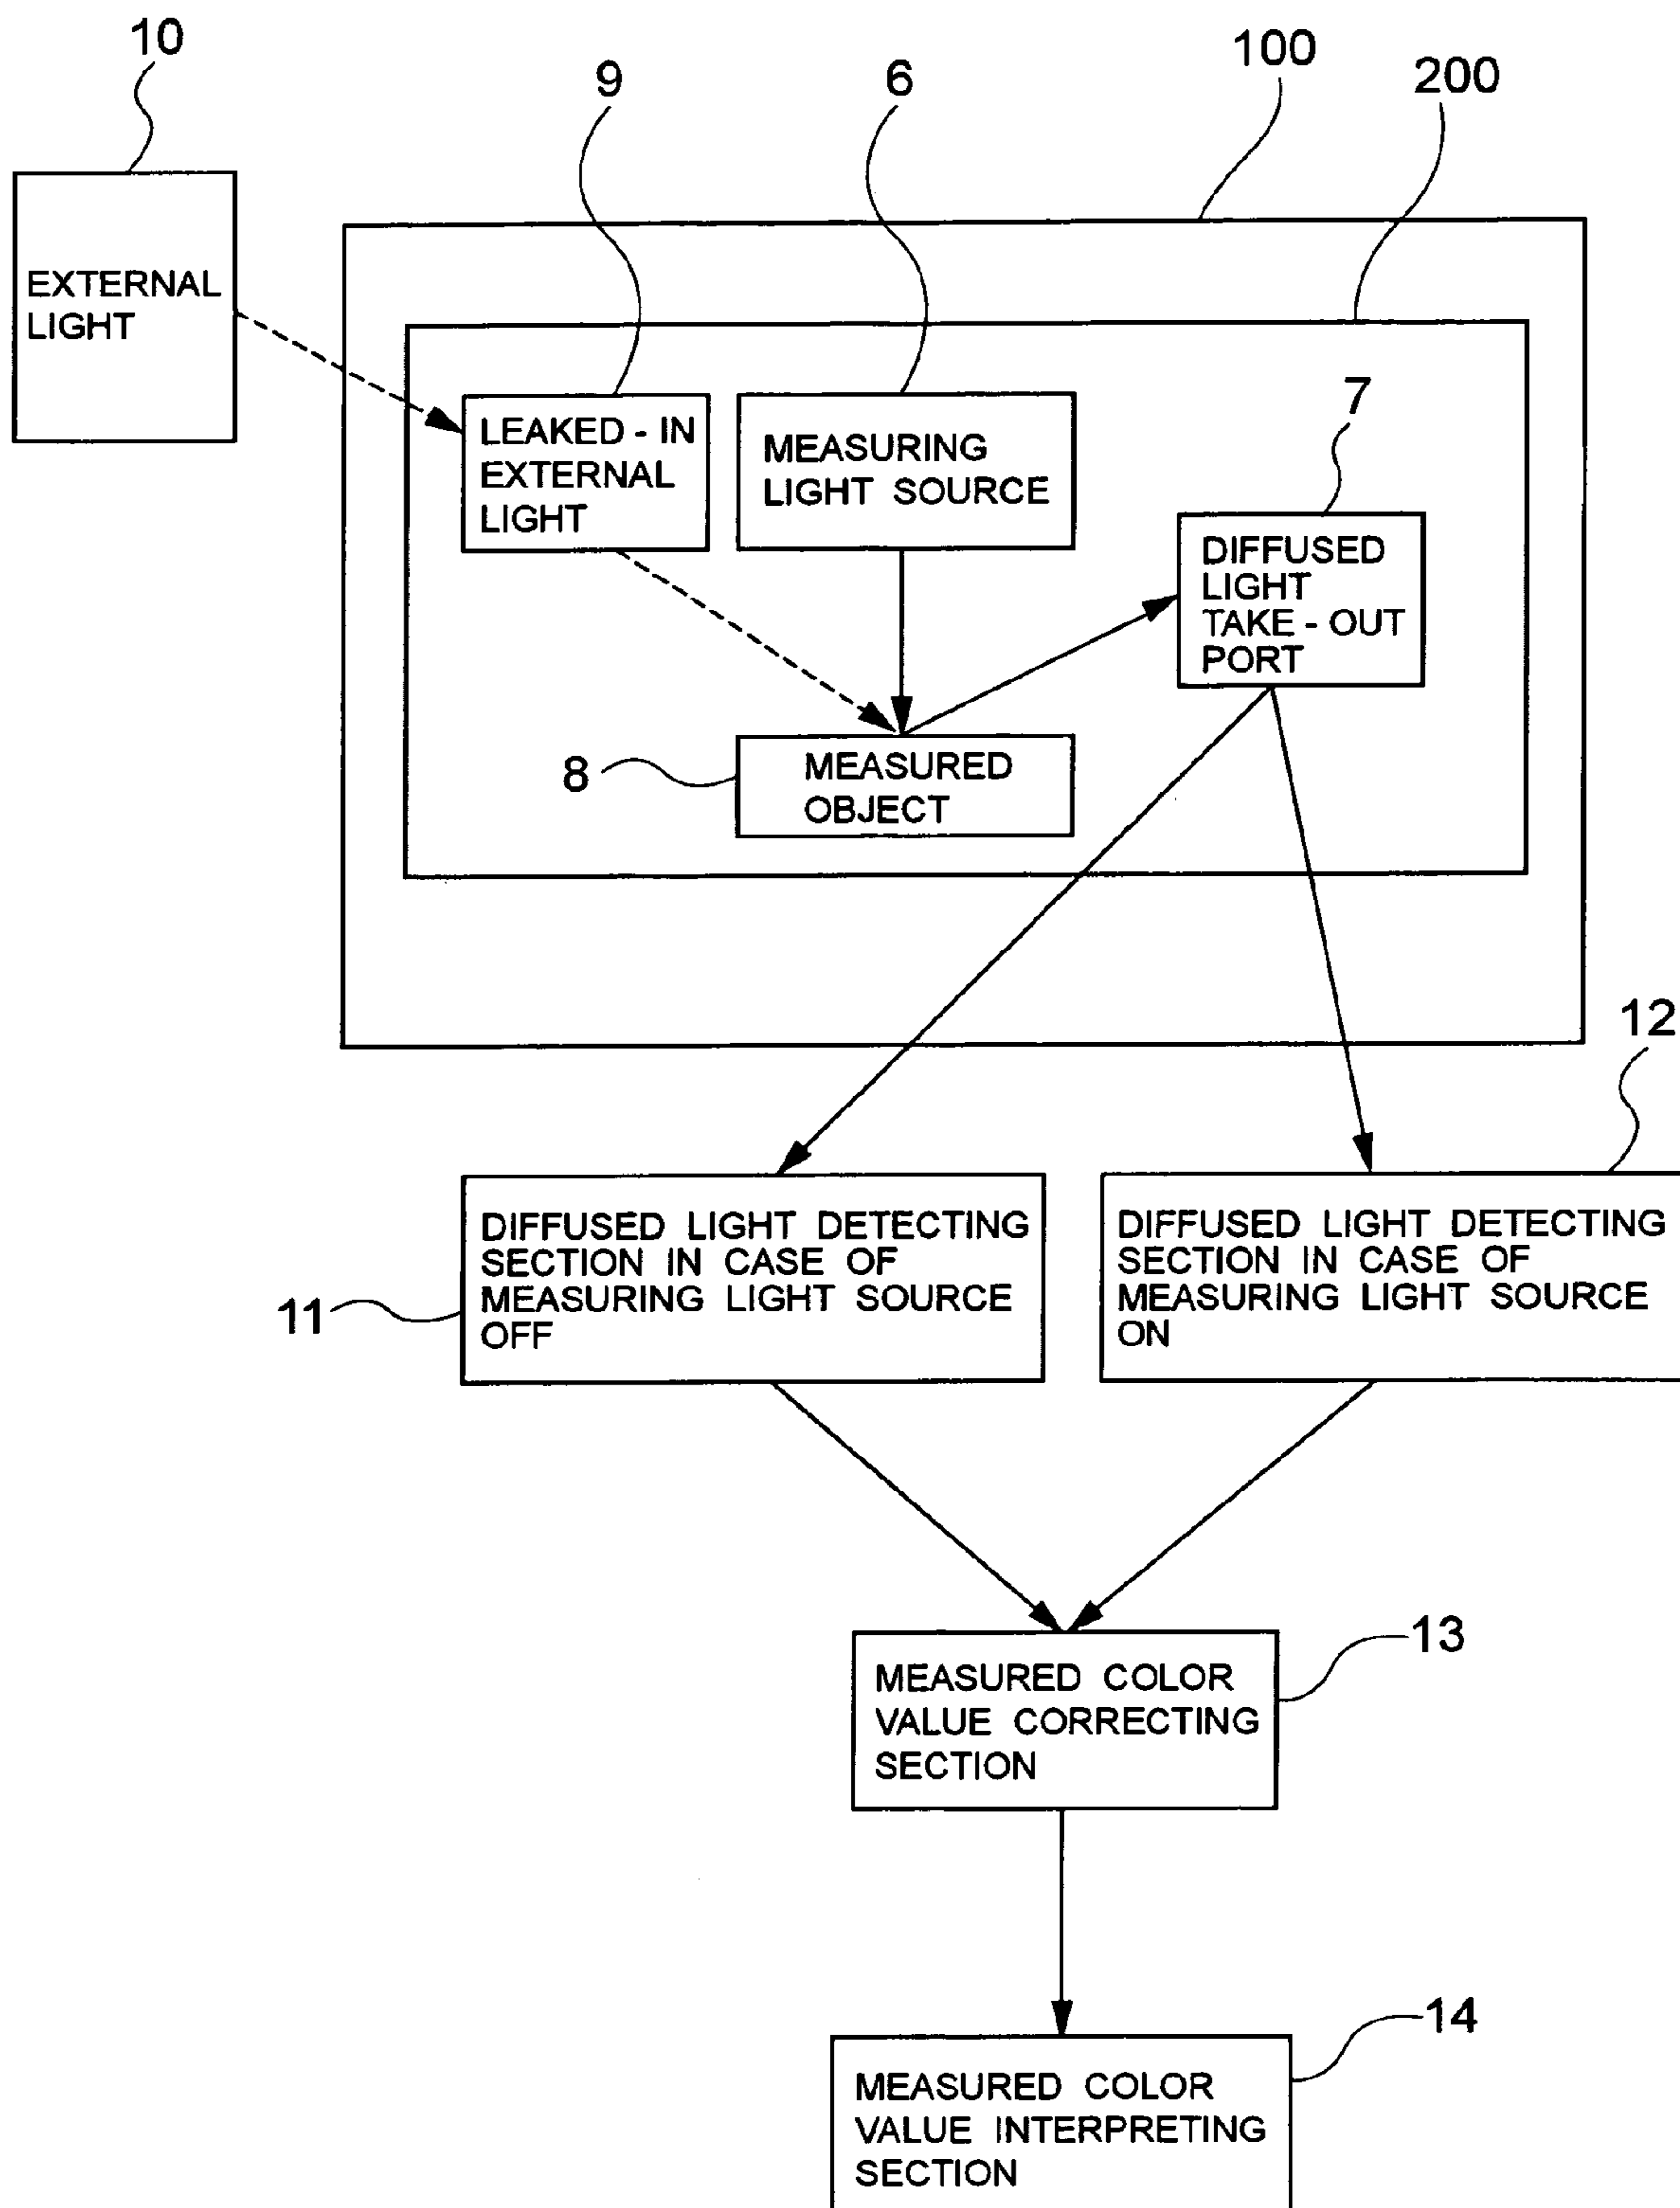 10
9
6
100
200
EXTERNAL
LIGHT
LEAKED - IN
EXTERNAL
LIGHT
MEASURING
LIGHT SOURCE
7
DIFFUSED
LIGHT
TAKE - OUT
PORT
8
MEASURED
OBJECT
12
11
DIFFUSED LIGHT DETECTING
SECTION IN CASE OF
MEASURING LIGHT SOURCE
OFF
DIFFUSED LIGHT DETECTING
SECTION IN CASE OF
MEASURING LIGHT SOURCE
ON
13
MEASURED COLOR
VALUE CORRECTING
SECTION
14
MEASURED COLOR
VALUE INTERPRETING
SECTION